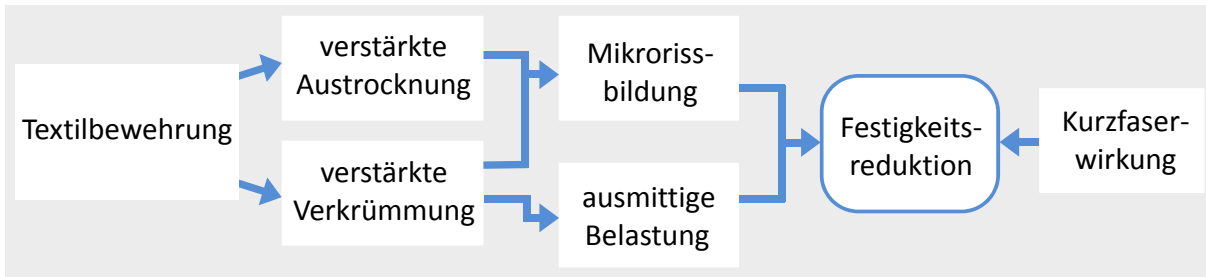 Textilbewehrung
verstärkte
Austrocknung
verstärkte
Verkrümmung
Mikroriss-
bildung
ausmittige
Belastung
Festigkeits-
reduktion
Kurzfaser-
wirkung